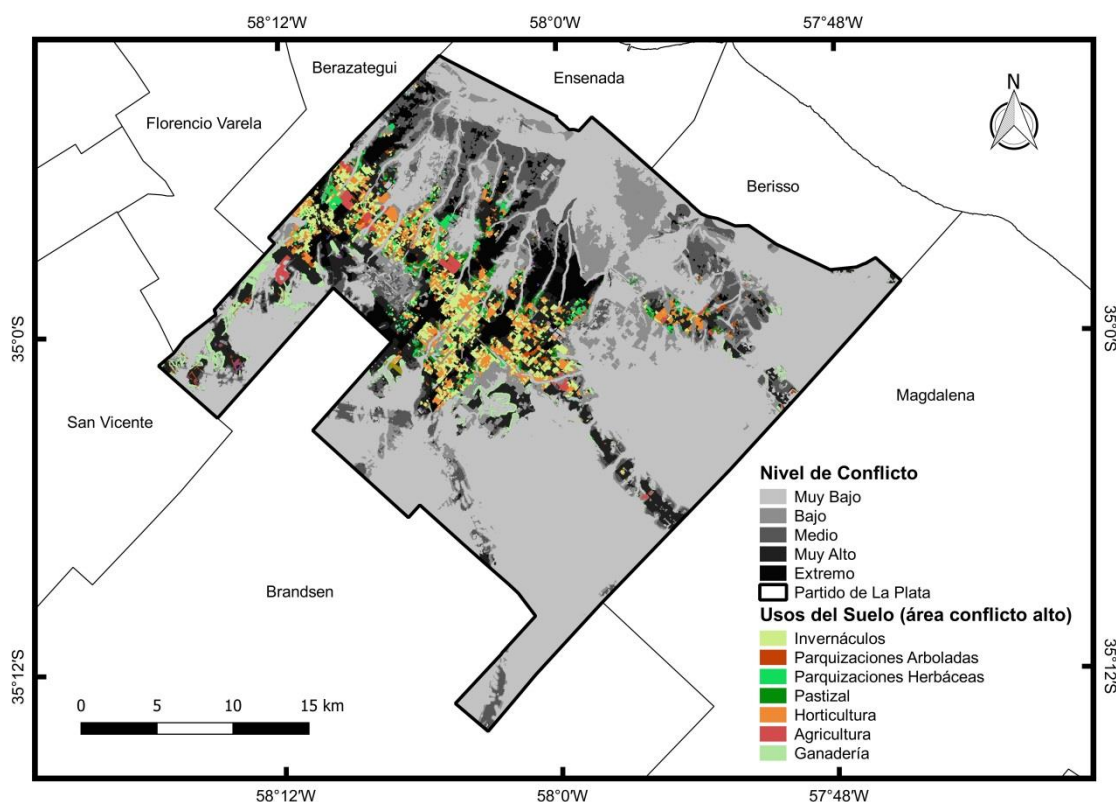 58°12'W
58°0'W
57°48'W
Berazategui
Ensenada
N
Florencio Varela
Berisso
35°0'S
35°0'S
Magdalena
San Vicente
Nivel de Conflicto
Muy Bajo
Bajo
Medio
Muy Alto
Extremo
Partido de La Plata
Brandsen
Usos del Suelo (área conflicto alto)
Invernáculos
Parquizaciones Arboladas
Parquizaciones Herbáceas
Pastizal
Horticultura
Agricultura
Ganadería
35°12'S
35°12'S
0 5 10 15 km
58°12'W
58°0'W
57°48'W